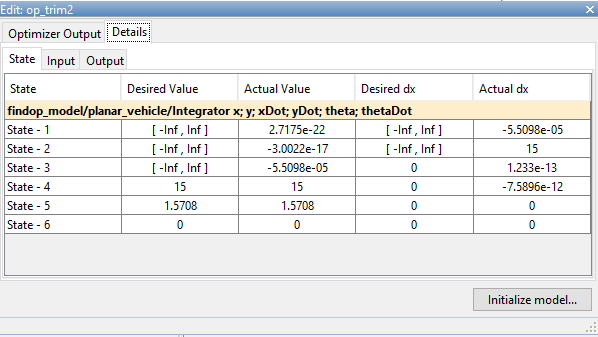 Edit: op_trim2
Optimizer Output Details
State Input Output
State Desired Value Actual Value Desired dx Actual dx
findop_model/planar_vehicle/Integrator x; y; xDot; yDot; theta; thetaDot
State - 1 [ -Inf , Inf ] 2.7175e-22 [ -Inf , Inf ] -5.5098e-05
State - 2 [ -Inf , Inf ] -3.0022e-17 [ -Inf , Inf ] 15
State - 3 [ -Inf , Inf ] -5.5098e-05 0 1.233e-13
State - 4 15 15 0 -7.5896e-12
State - 5 1.5708 1.5708 0 0
State - 6 0 0 0 0
Initialize model...